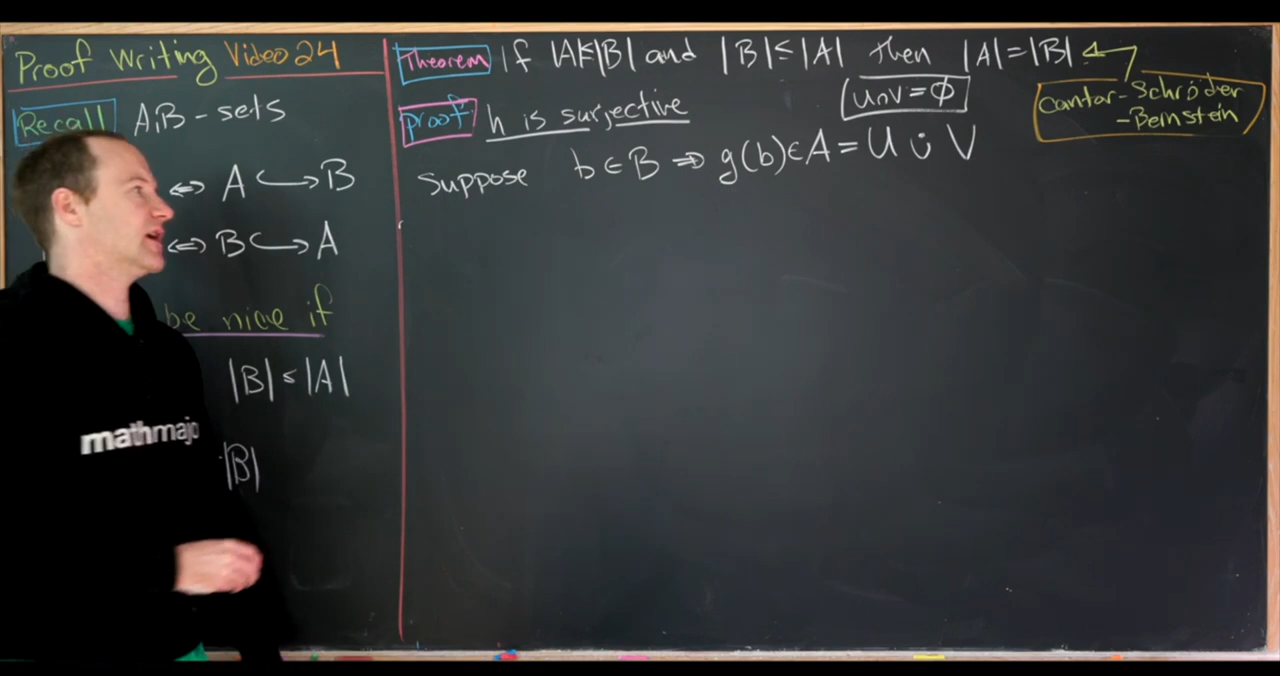 Proof Writing Video 24
Recall A,B - sets
⇔ A ↪ B
⇔ B ↪ A
be nice if
|B| ≤ |A|
|B|
Theorem If |A|≤|B| and |B| ≤ |A| then |A| = |B|
Cantor-Schröder
-Bernstein
Proof: h is surjective
U∩V = ∅
Suppose b ∈ B ⇒ g(b) ∈ A = U ∪̇ V
mathmajo